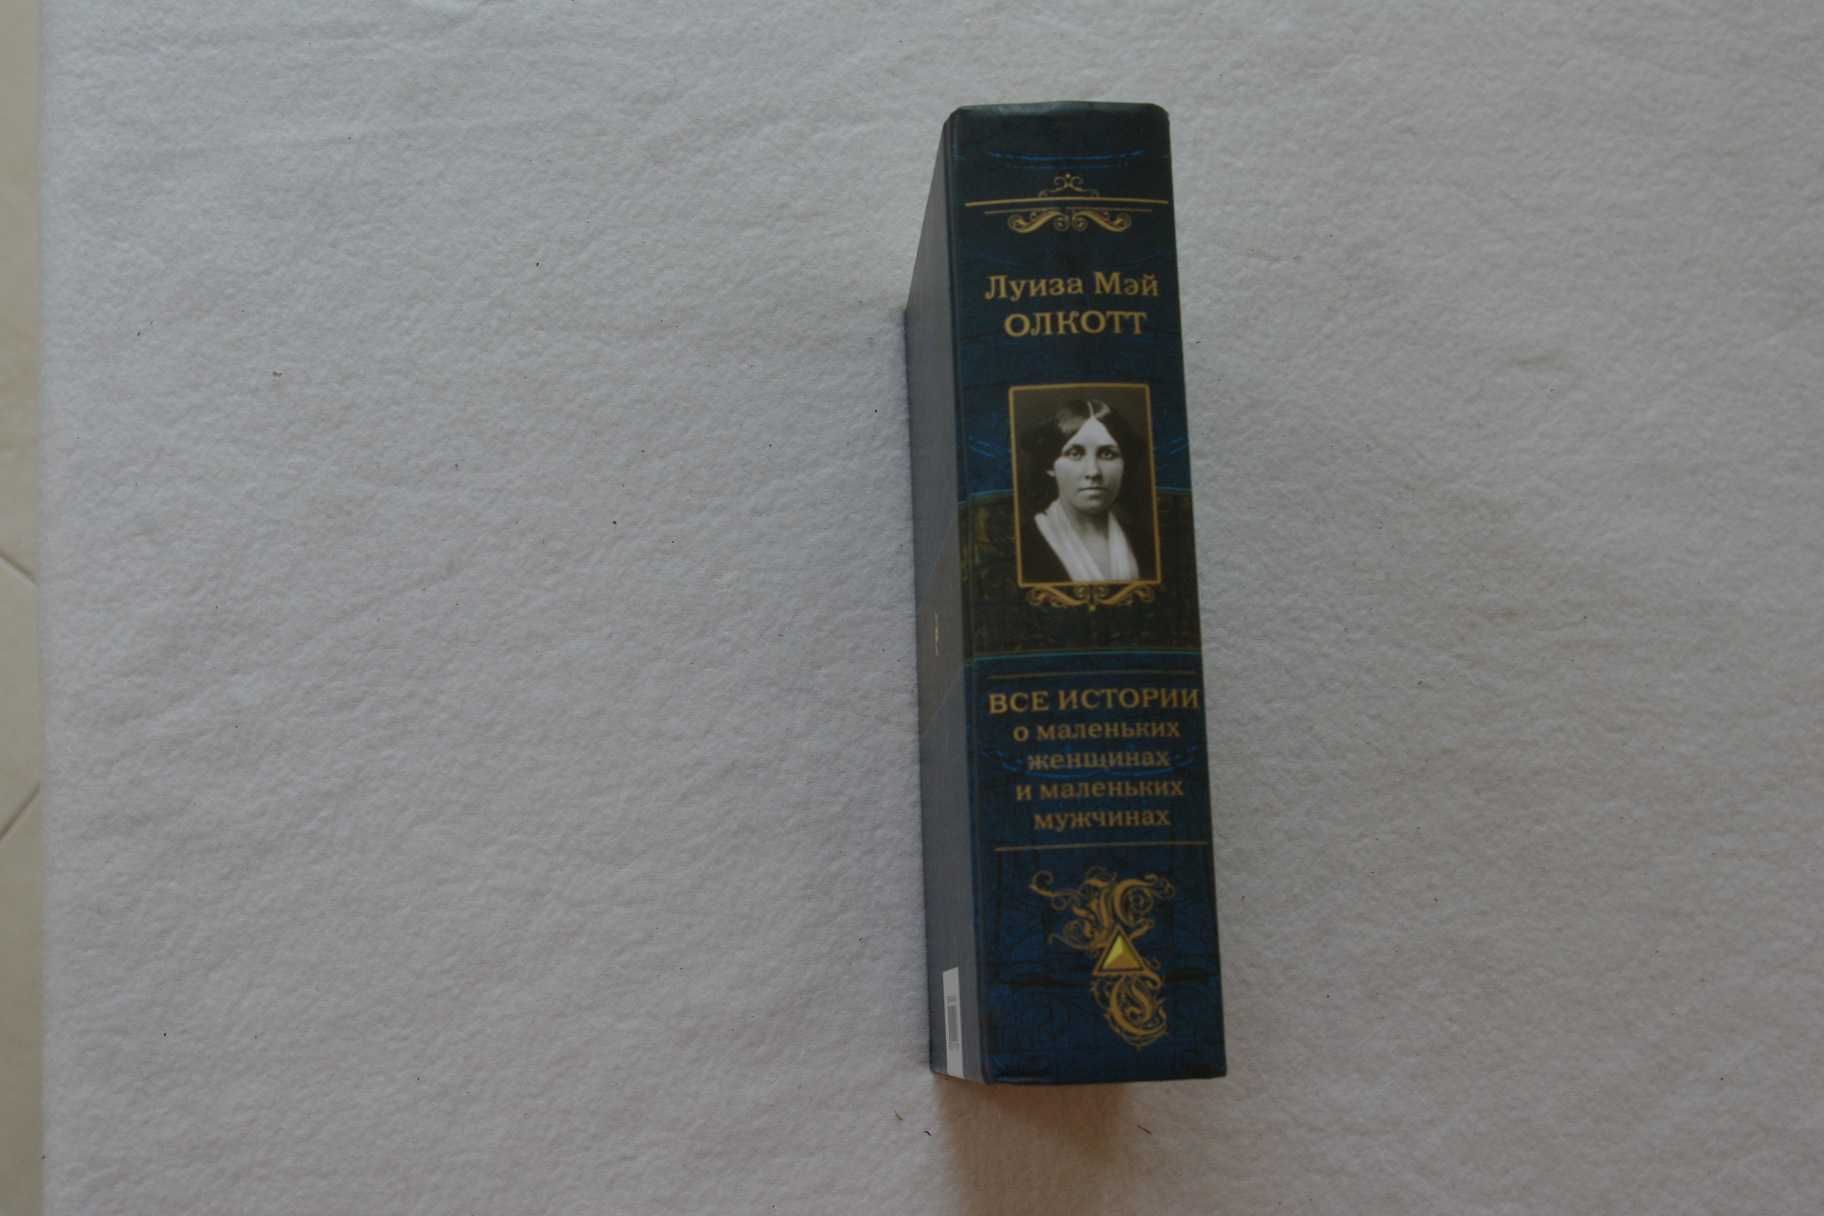 Луиза Мэй
ОЛКОТТ
ВСЕ ИСТОРИИ
о маленьких
женщинах
и маленьких
мужчинах